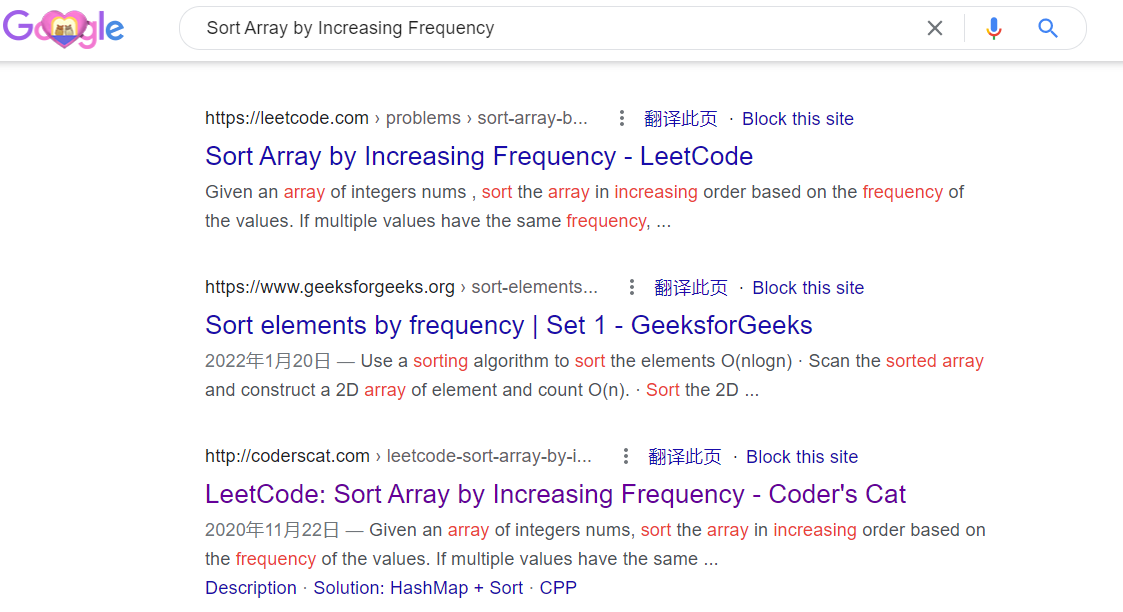 Google
Sort Array by Increasing Frequency
https://leetcode.com › problems › sort-array-b... 翻译此页 · Block this site
Sort Array by Increasing Frequency - LeetCode
Given an array of integers nums , sort the array in increasing order based on the frequency of
the values. If multiple values have the same frequency, ...
https://www.geeksforgeeks.org › sort-elements... 翻译此页 · Block this site
Sort elements by frequency | Set 1 - GeeksforGeeks
2022年1月20日 — Use a sorting algorithm to sort the elements O(nlogn) · Scan the sorted array
and construct a 2D array of element and count O(n). · Sort the 2D ...
http://coderscat.com › leetcode-sort-array-by-i... 翻译此页 · Block this site
LeetCode: Sort Array by Increasing Frequency - Coder's Cat
2020年11月22日 — Given an array of integers nums, sort the array in increasing order based on
the frequency of the values. If multiple values have the same ...
Description · Solution: HashMap + Sort · CPP